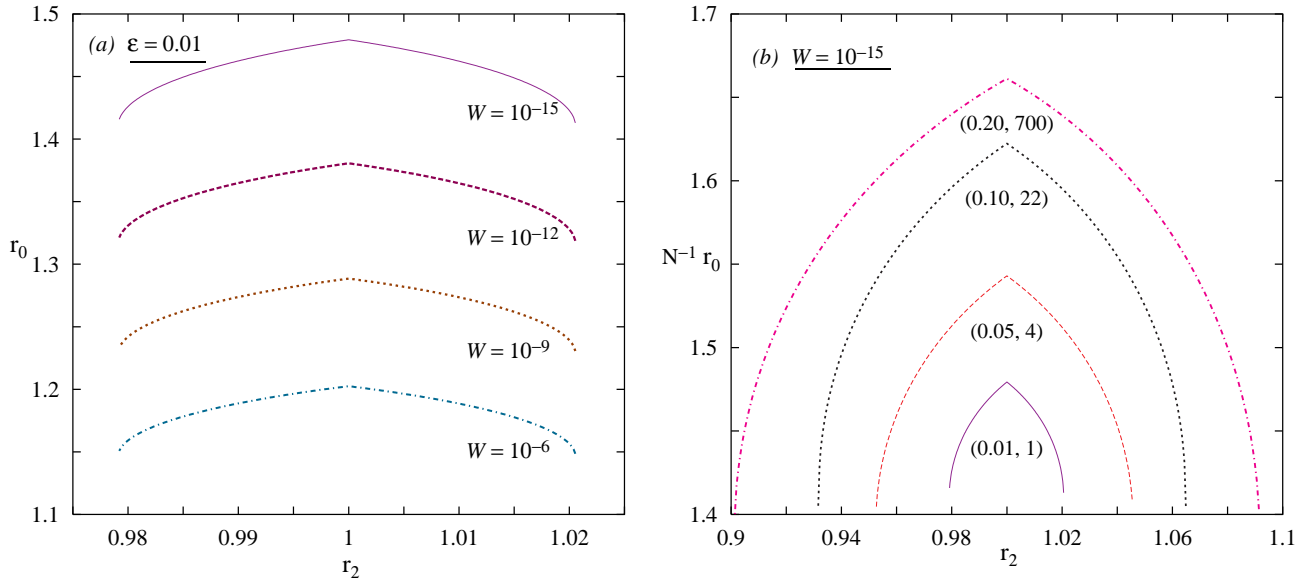 (a) ε = 0.01
1.5
1.4
1.3
1.2
1.1
r₀
W = 10⁻¹⁵
W = 10⁻¹²
W = 10⁻⁹
W = 10⁻⁶
0.98 0.99 1 1.01 1.02
r₂
(b) W = 10⁻¹⁵
1.7
1.6
1.5
1.4
N⁻¹ r₀
(0.20, 700)
(0.10, 22)
(0.05, 4)
(0.01, 1)
0.9 0.94 0.98 1.02 1.06 1.1
r₂